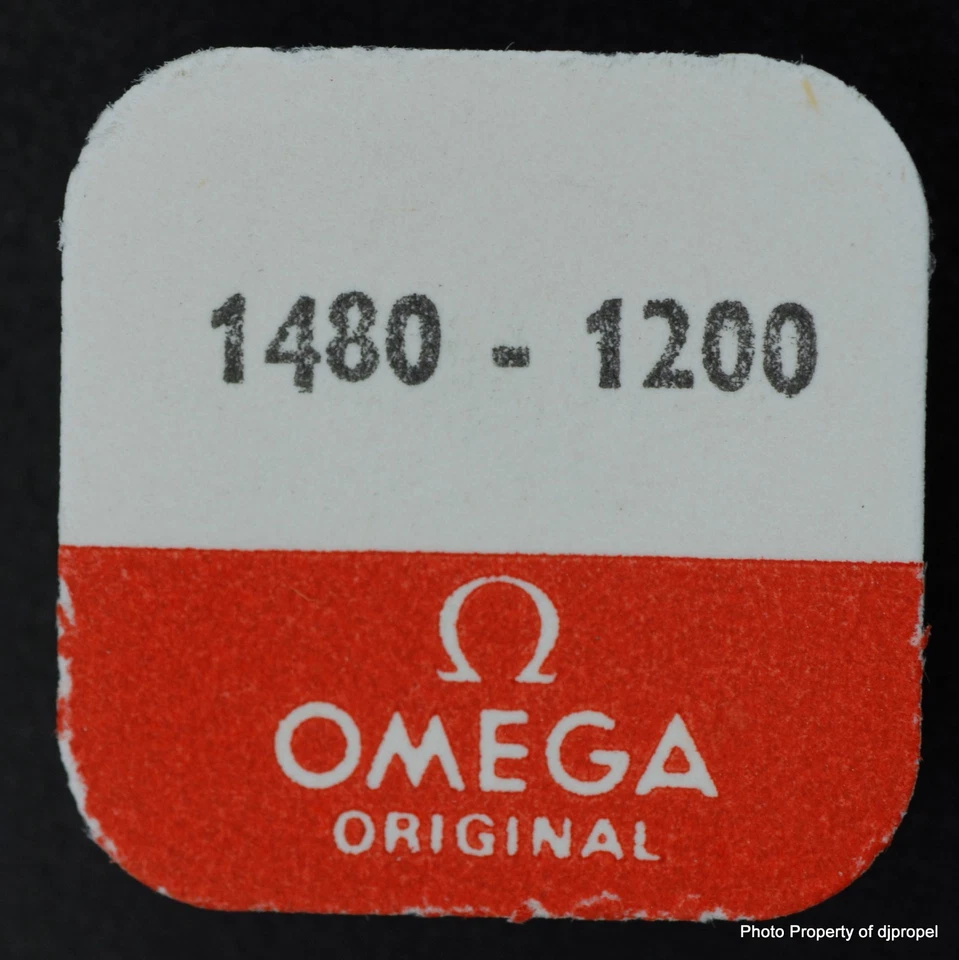 1480 - 1200
Ω
OMEGA
ORIGINAL
Photo Property of djpropel